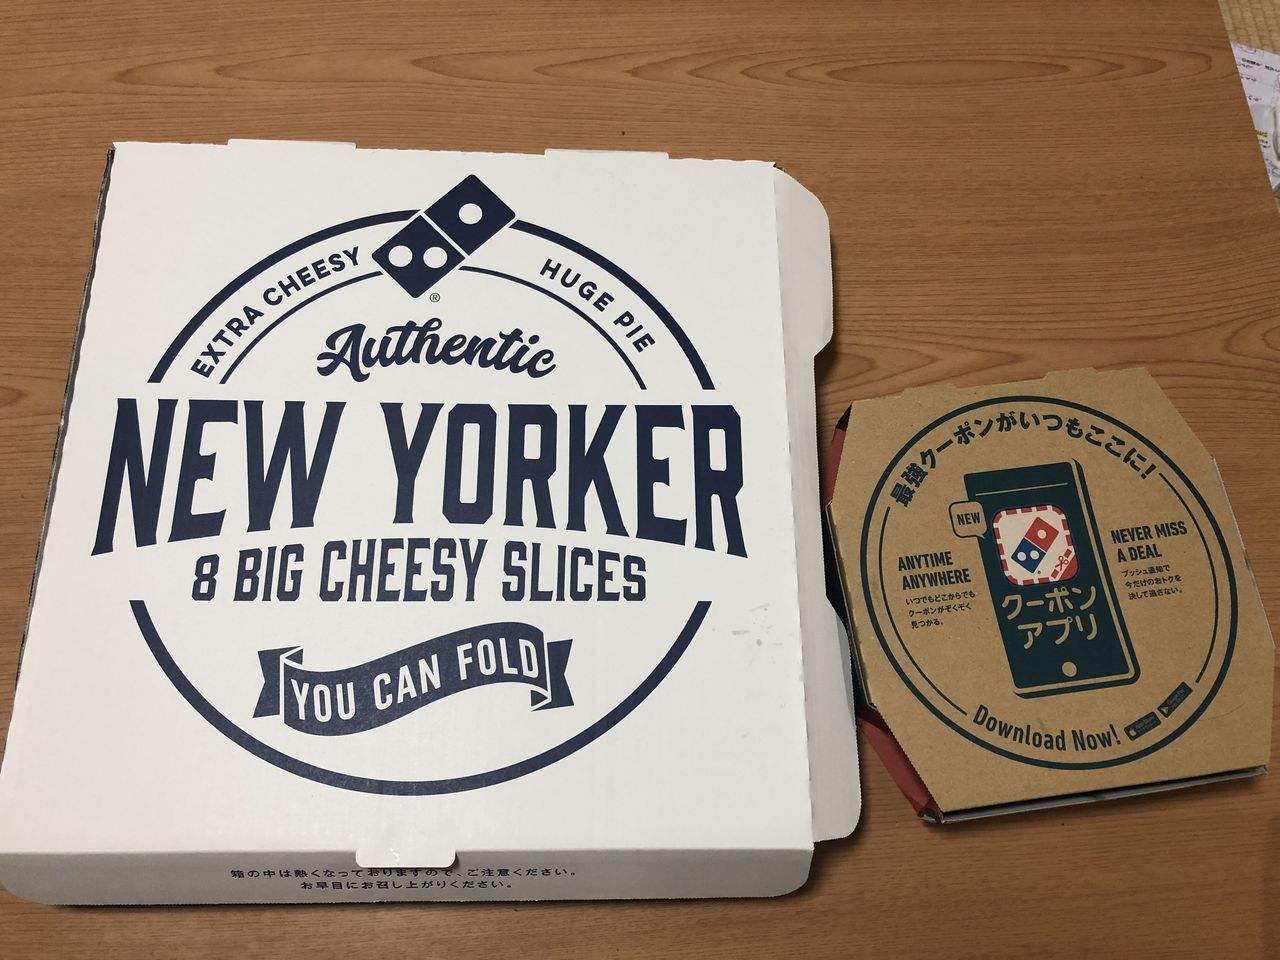 EXTRA CHEESY
HUGE PIE
®
Authentic
NEW YORKER
8 BIG CHEESY SLICES
YOU CAN FOLD
箱の中は熱くなっておりますので、ご注意ください。
お早目にお召し上がりください。
最強クーポンがいつもここに!
NEW
ANYTIME
ANYWHERE
いつでもどこからでも
クーポンがぞくぞく
見つかる。
クーポン
アプリ
NEVER MISS
A DEAL
プッシュ通知で
今だけのおトクを
決して逃さない。
Download Now!
App Store
Google Play